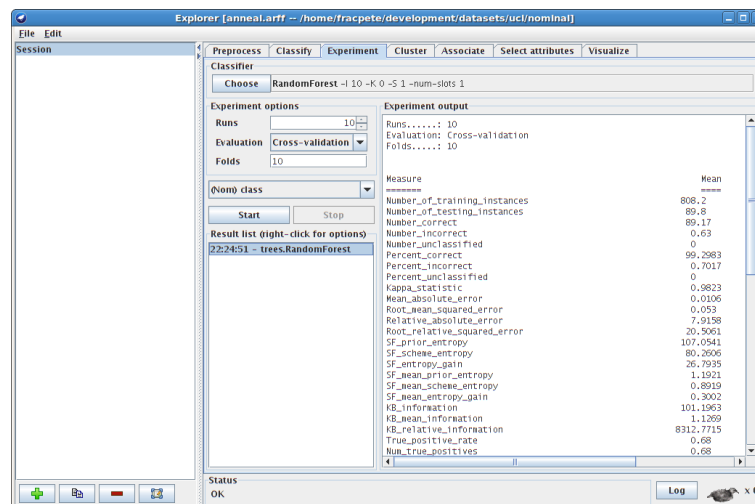 Explorer [anneal.arff -- /home/fracpete/development/datasets/uci/nominal]
File Edit
Session
Preprocess Classify Experiment Cluster Associate Select attributes Visualize
Classifier
Choose RandomForest -I 10 -K 0 -S 1 -num-slots 1
Experiment options
Runs 10
Evaluation Cross-validation
Folds 10
(Nom) class
Start Stop
Result list (right-click for options)
22:24:51 - trees.RandomForest
Experiment output
Runs......: 10
Evaluation: Cross-validation
Folds.....: 10
Measure Mean
======= ====
Number_of_training_instances 808.2
Number_of_testing_instances 89.8
Number_correct 89.17
Number_incorrect 0.63
Number_unclassified 0
Percent_correct 99.2983
Percent_incorrect 0.7017
Percent_unclassified 0
Kappa_statistic 0.9823
Mean_absolute_error 0.0106
Root_mean_squared_error 0.053
Relative_absolute_error 7.9158
Root_relative_squared_error 20.5061
SF_prior_entropy 107.0541
SF_scheme_entropy 80.2606
SF_entropy_gain 26.7935
SF_mean_prior_entropy 1.1921
SF_mean_scheme_entropy 0.8919
SF_mean_entropy_gain 0.3002
KB_information 101.1963
KB_mean_information 1.1269
KB_relative_information 8312.7715
True_positive_rate 0.68
Num_true_positives 0.68
Status
OK
Log
x